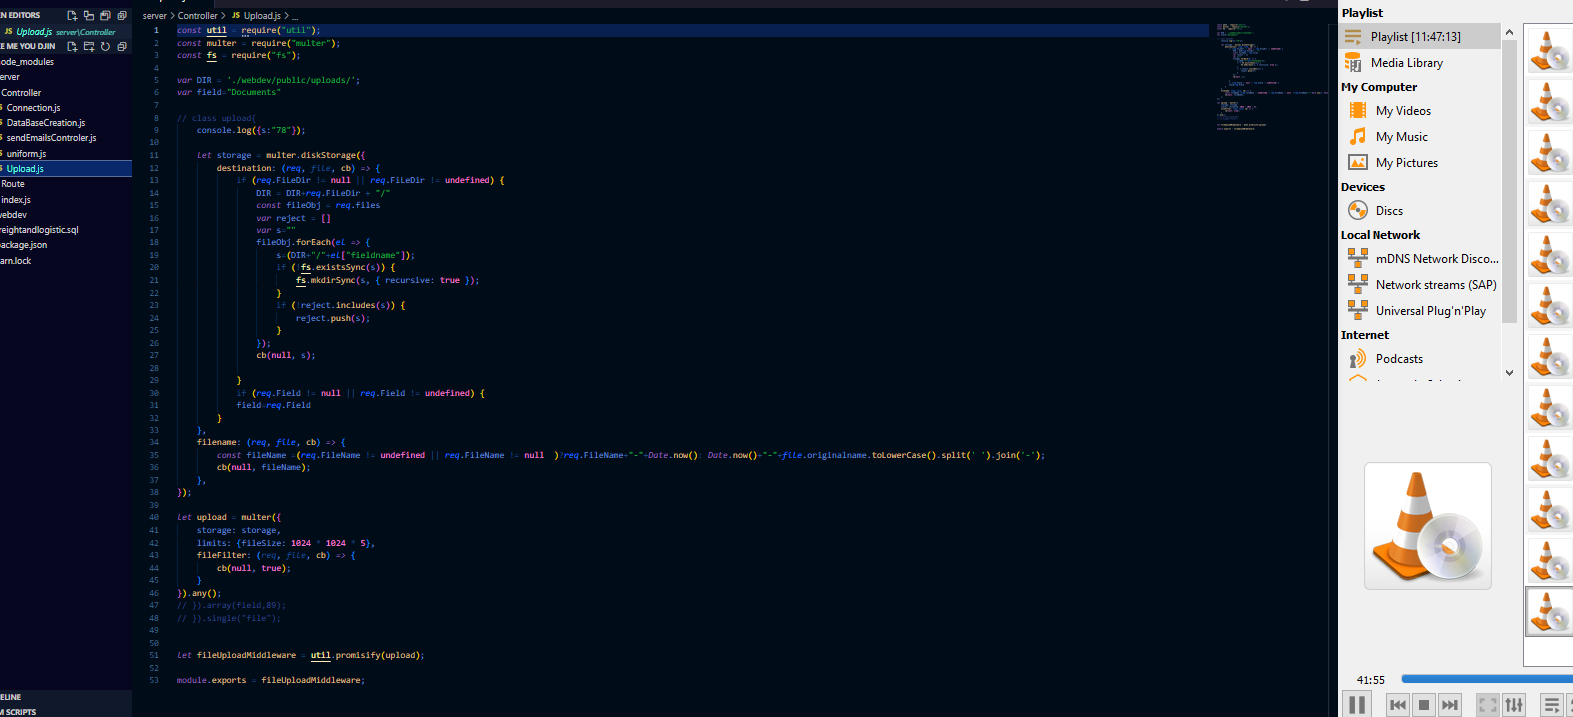 N EDITORS
JS Upload.js server\Controller
E ME YOU DJIN
ode_modules
erver
Controller
Connection.js
DataBaseCreation.js
sendEmailsControler.js
uniform.js
Upload.js
Route
index.js
ebdev
reightandlogistic.sql
ackage.json
arn.lock
ELINE
M SCRIPTS
server > Controller > JS Upload.js > ...
1 const util = require("util");
2 const multer = require("multer");
3 const fs = require("fs");
4
5 var DIR = './webdev/public/uploads/';
6 var field="Documents"
7
8 // class upload{
9 console.log({s:"78"});
10
11 let storage = multer.diskStorage({
12 destination: (req, file, cb) => {
13 if (req.FiLeDir != null || req.FiLeDir != undefined) {
14 DIR = DIR+req.FiLeDir + "/"
15 const fileObj = req.files
16 var reject = []
17 var s=""
18 fileObj.forEach(el => {
19 s=(DIR+"/"+el["fieldname"]);
20 if (!fs.existsSync(s)) {
21 fs.mkdirSync(s, { recursive: true });
22 }
23 if (!reject.includes(s)) {
24 reject.push(s);
25 }
26 });
27 cb(null, s);
28
29 }
30 if (req.Field != null || req.Field != undefined) {
31 field=req.Field
32 }
33 },
34 filename: (req, file, cb) => {
35 const fileName =(req.FileName != undefined || req.FileName != null )?req.FileName+"-"+Date.now(): Date.now()+"-"+file.originalname.toLowerCase().split(' ').join('-');
36 cb(null, fileName);
37 },
38 });
39
40 let upload = multer({
41 storage: storage,
42 limits: {fileSize: 1024 * 1024 * 5},
43 fileFilter: (req, file, cb) => {
44 cb(null, true);
45 }
46 }).any();
47 // }).array(field,89);
48 // }).single("file");
49
50
51 let fileUploadMiddleware = util.promisify(upload);
52
53 module.exports = fileUploadMiddleware;
Playlist
Playlist [11:47:13]
Media Library
My Computer
My Videos
My Music
My Pictures
Devices
Discs
Local Network
mDNS Network Disco...
Network streams (SAP)
Universal Plug'n'Play
Internet
Podcasts
41:55